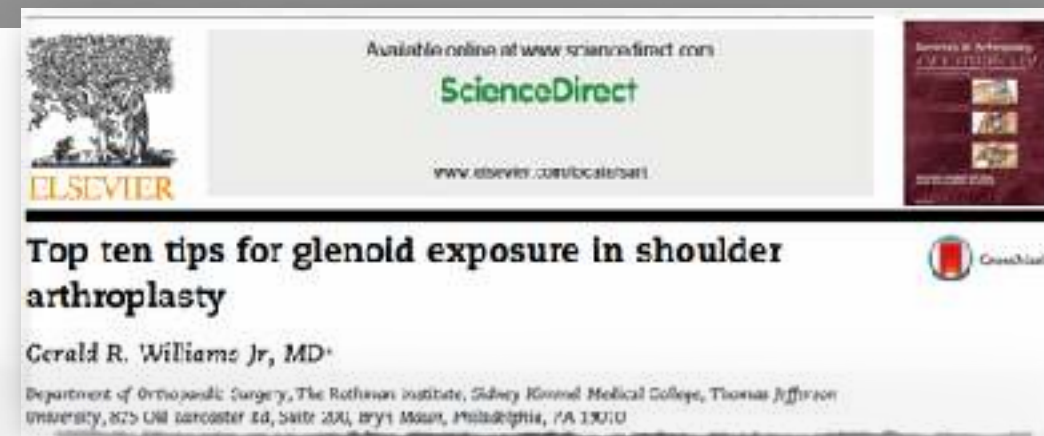 Available online at www.sciencedirect.com
ScienceDirect
www.elsevier.com/locate/sart
ELSEVIER
Top ten tips for glenoid exposure in shoulder
arthroplasty
Gerald R. Williams Jr, MD*
Department of Orthopaedic Surgery, The Rothman Institute, Sidney Kimmel Medical College, Thomas Jefferson
University, 825 Old Lancaster Rd, Suite 200, Bryn Mawr, Philadelphia, PA 19010